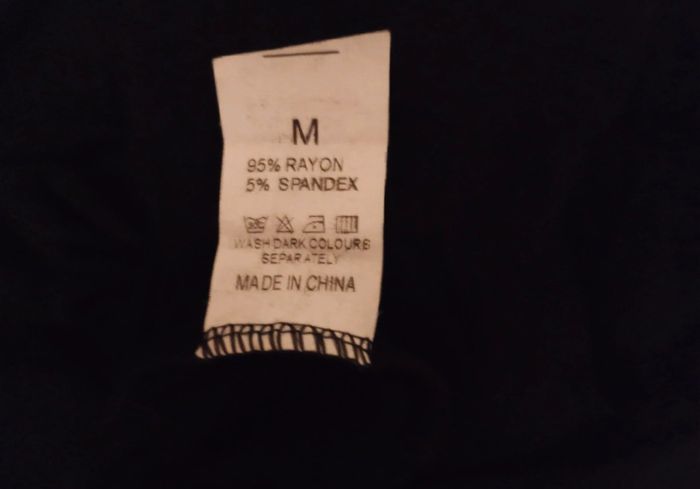 M
95% RAYON
5% SPANDEX
WASH DARK COLOURS
SEPARATELY
MADE IN CHINA